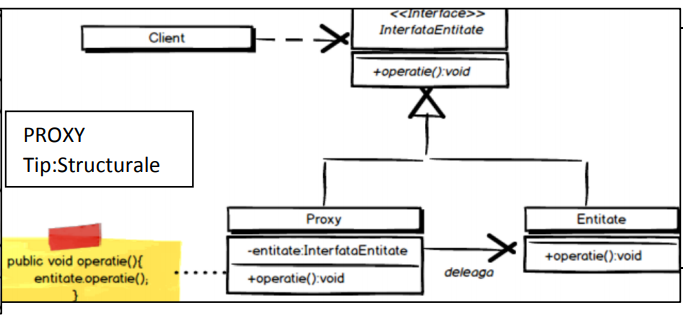 <<Interface>>
InterfataEntitate
Client
+operatie():void
PROXY
Tip:Structurale
Proxy
Entitate
-entitate:InterfataEntitate
+operatie():void
deleaga
+operatie():void
public void operatie(){
entitate.operatie();
}